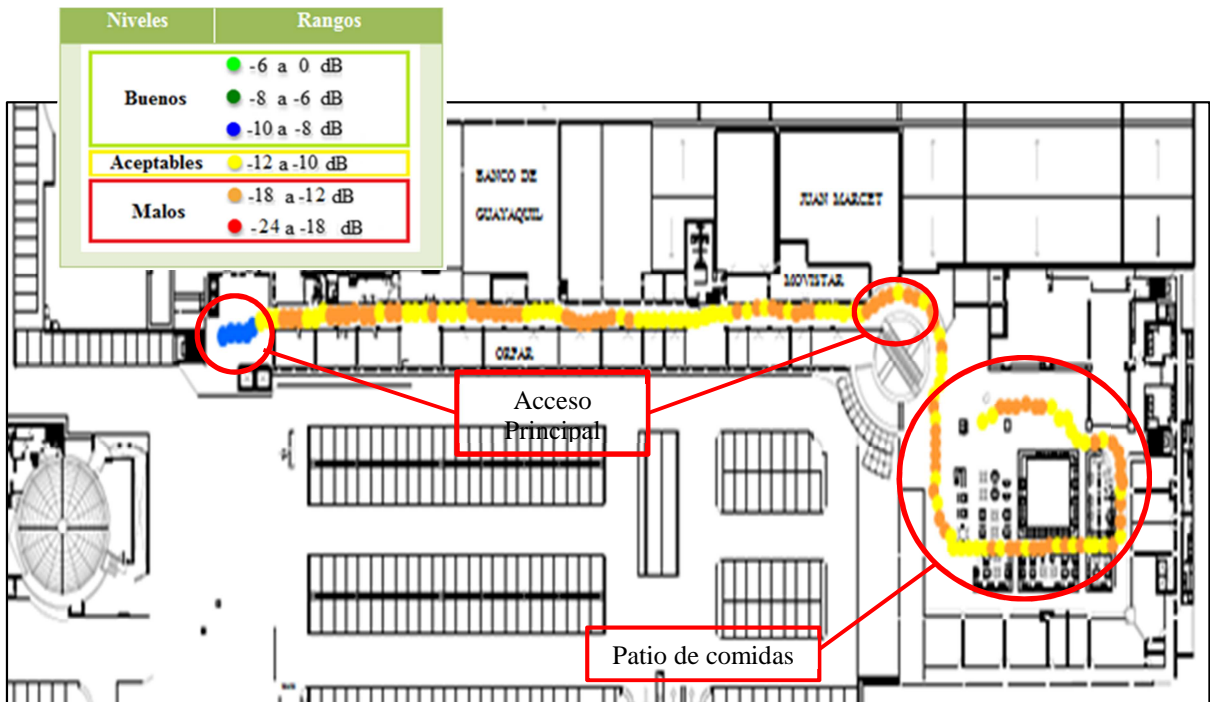 Niveles Rangos
Buenos
-6 a 0 dB
-8 a -6 dB
-10 a -8 dB
Aceptables -12 a -10 dB
Malos
-18 a -12 dB
-24 a -18 dB
BANCO DE
GUAYAQUIL
JUAN MARCET
MOVISTAR
ORFAR
Acceso
Principal
Patio de comidas